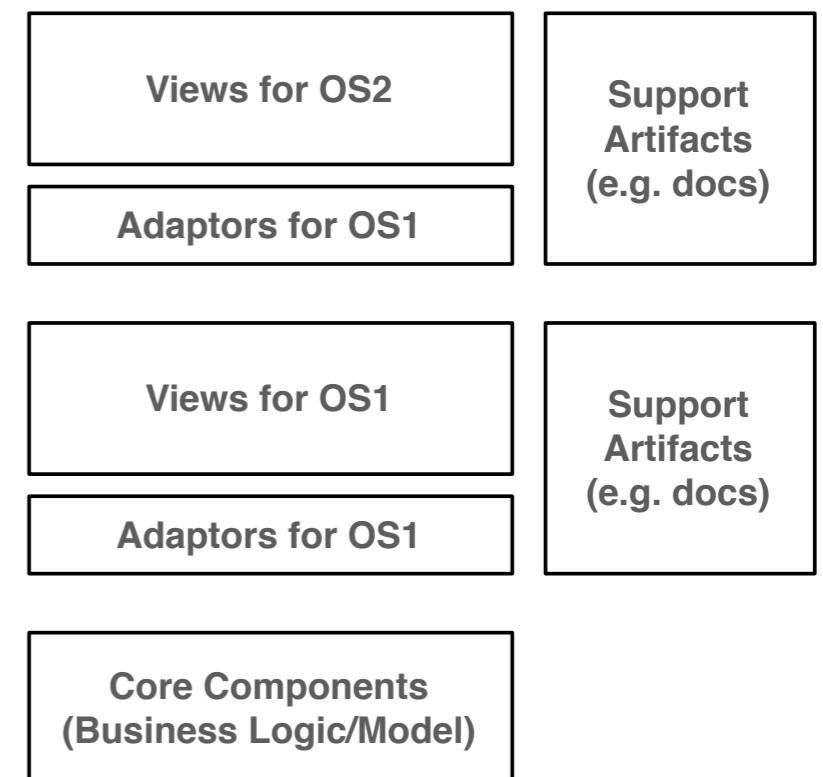 Views for OS2
Adaptors for OS1
Support
Artifacts
(e.g. docs)
Views for OS1
Adaptors for OS1
Support
Artifacts
(e.g. docs)
Core Components
(Business Logic/Model)